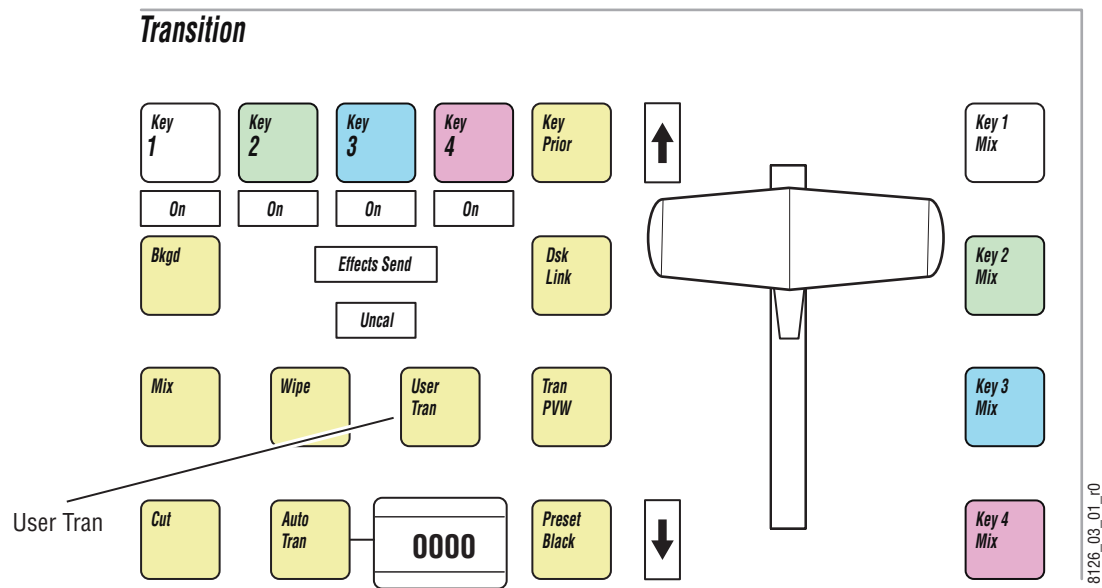 Transition
Key
1
Key
2
Key
3
Key
4
Key
Prior
Key 1
Mix
On
On
On
On
Bkgd
Effects Send
Dsk
Link
Key 2
Mix
Uncal
Mix
Wipe
User
Tran
Tran
PVW
Key 3
Mix
User Tran
Cut
Auto
Tran
0000
Preset
Black
Key 4
Mix
8126_03_01_r0